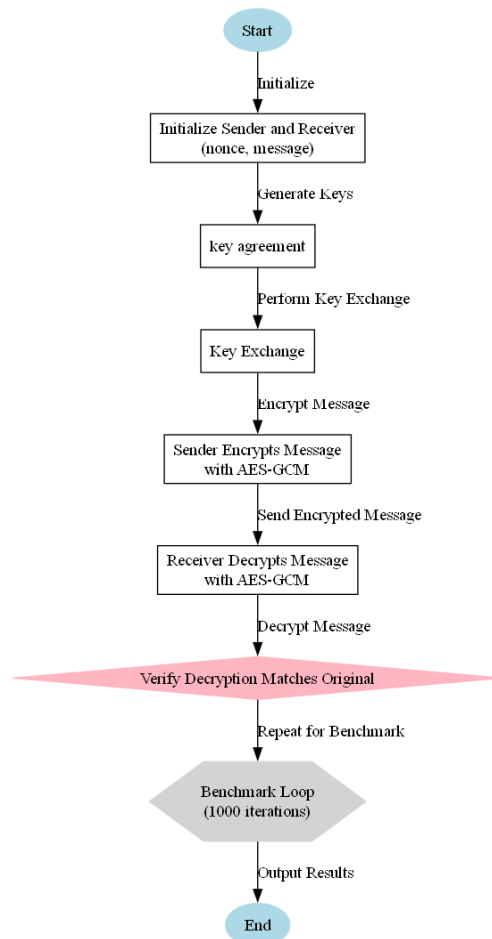 Start
Initialize
Initialize Sender and Receiver
(nonce, message)
Generate Keys
key agreement
Perform Key Exchange
Key Exchange
Encrypt Message
Sender Encrypts Message
with AES-GCM
Send Encrypted Message
Receiver Decrypts Message
with AES-GCM
Decrypt Message
Verify Decryption Matches Original
Repeat for Benchmark
Benchmark Loop
(1000 iterations)
Output Results
End